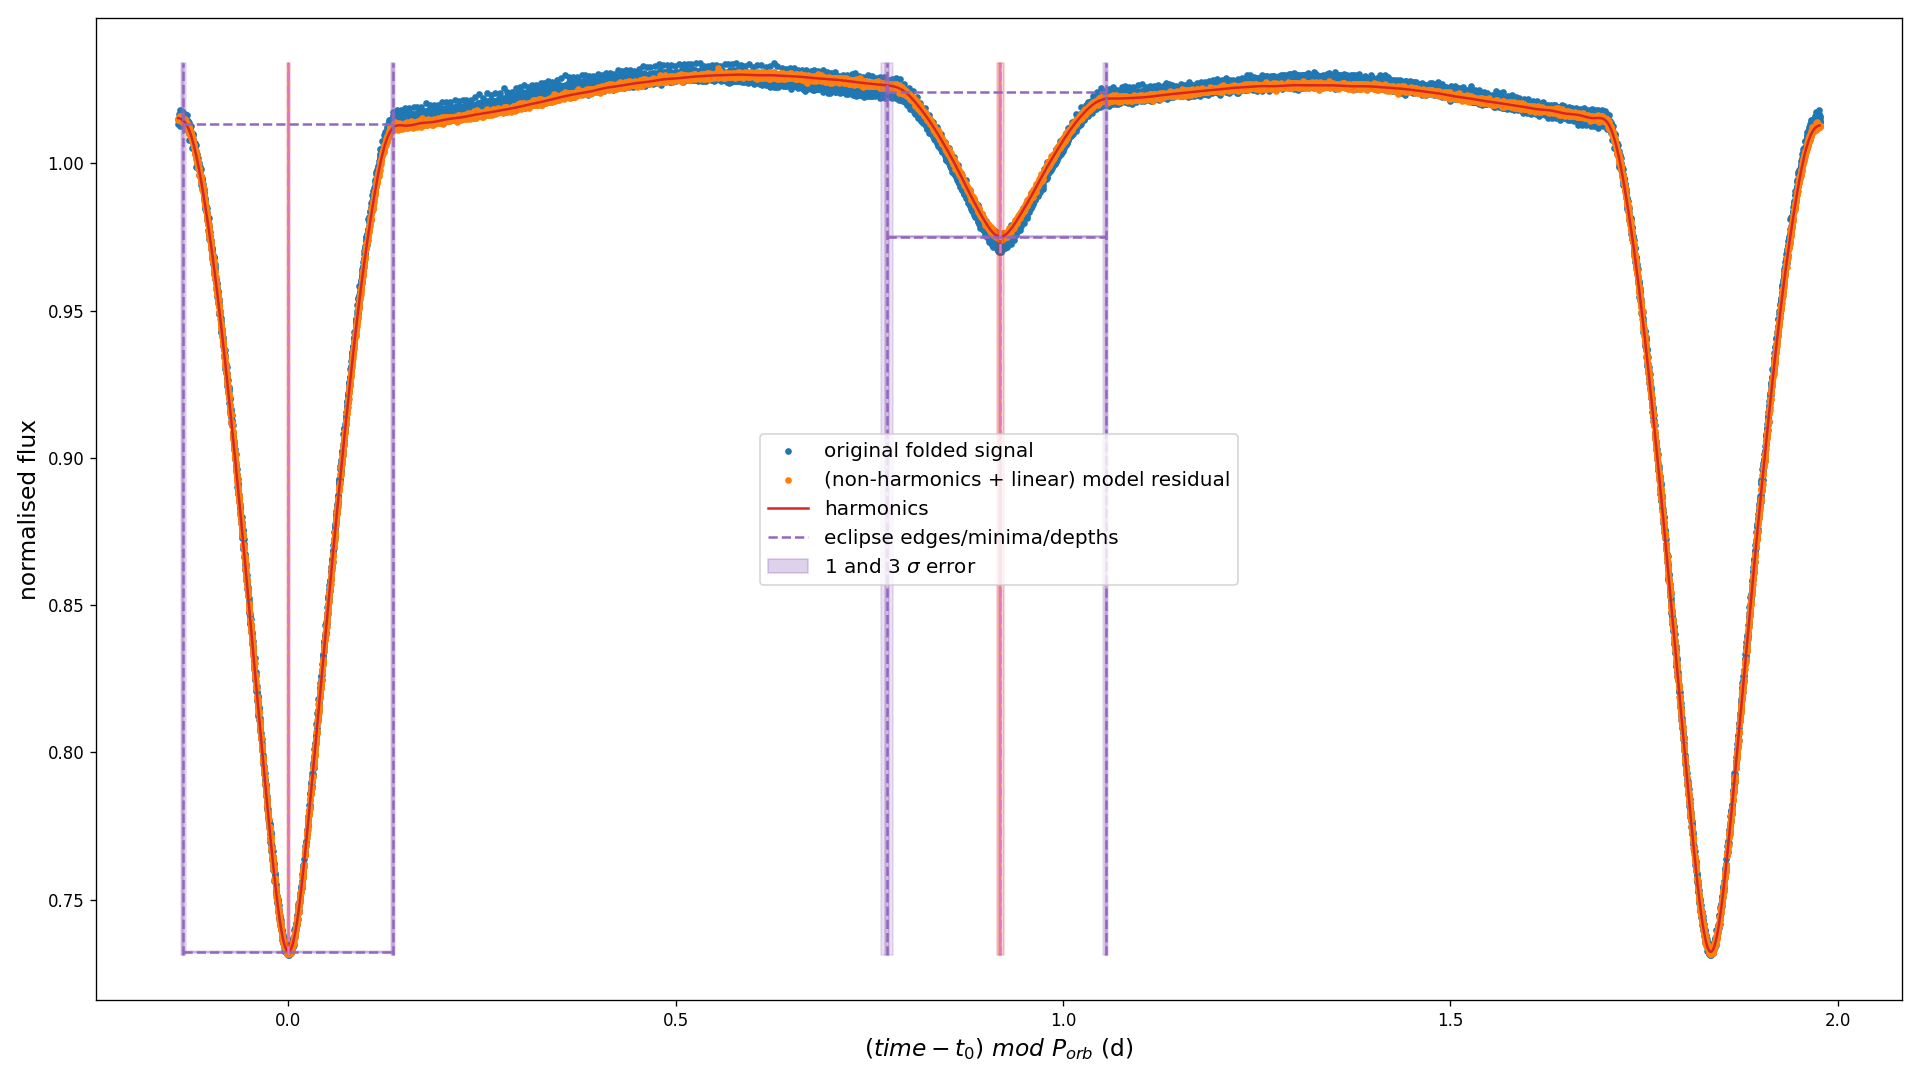 normalised flux
1.00
0.95
0.90
0.85
0.80
0.75
original folded signal
(non-harmonics + linear) model residual
harmonics
eclipse edges/minima/depths
1 and 3 σ error
0.0
0.5
1.0
1.5
2.0
(time − t₀) mod Pₒᵣb (d)